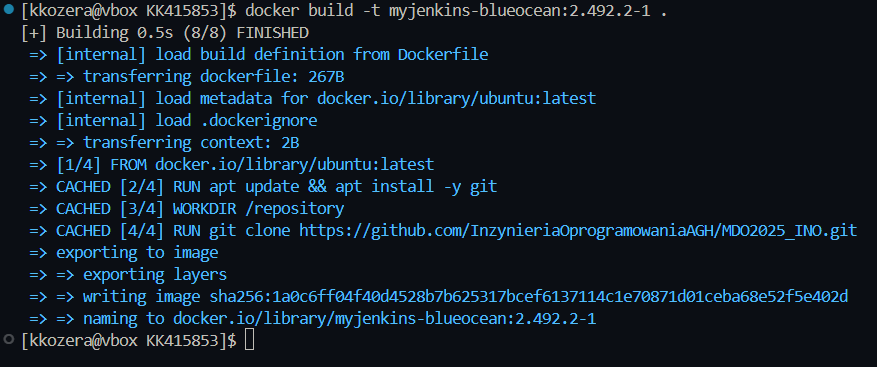 [kkozera@vbox KK415853]$ docker build -t myjenkins-blueocean:2.492.2-1 .
[+] Building 0.5s (8/8) FINISHED
=> [internal] load build definition from Dockerfile
=> => transferring dockerfile: 267B
=> [internal] load metadata for docker.io/library/ubuntu:latest
=> [internal] load .dockerignore
=> => transferring context: 2B
=> [1/4] FROM docker.io/library/ubuntu:latest
=> CACHED [2/4] RUN apt update && apt install -y git
=> CACHED [3/4] WORKDIR /repository
=> CACHED [4/4] RUN git clone https://github.com/InzynieriaOprogramowaniaAGH/MDO2025_INO.git
=> exporting to image
=> => exporting layers
=> => writing image sha256:1a0c6ff04f40d4528b7b625317bcef6137114c1e70871d01ceba68e52f5e402d
=> => naming to docker.io/library/myjenkins-blueocean:2.492.2-1
[kkozera@vbox KK415853]$